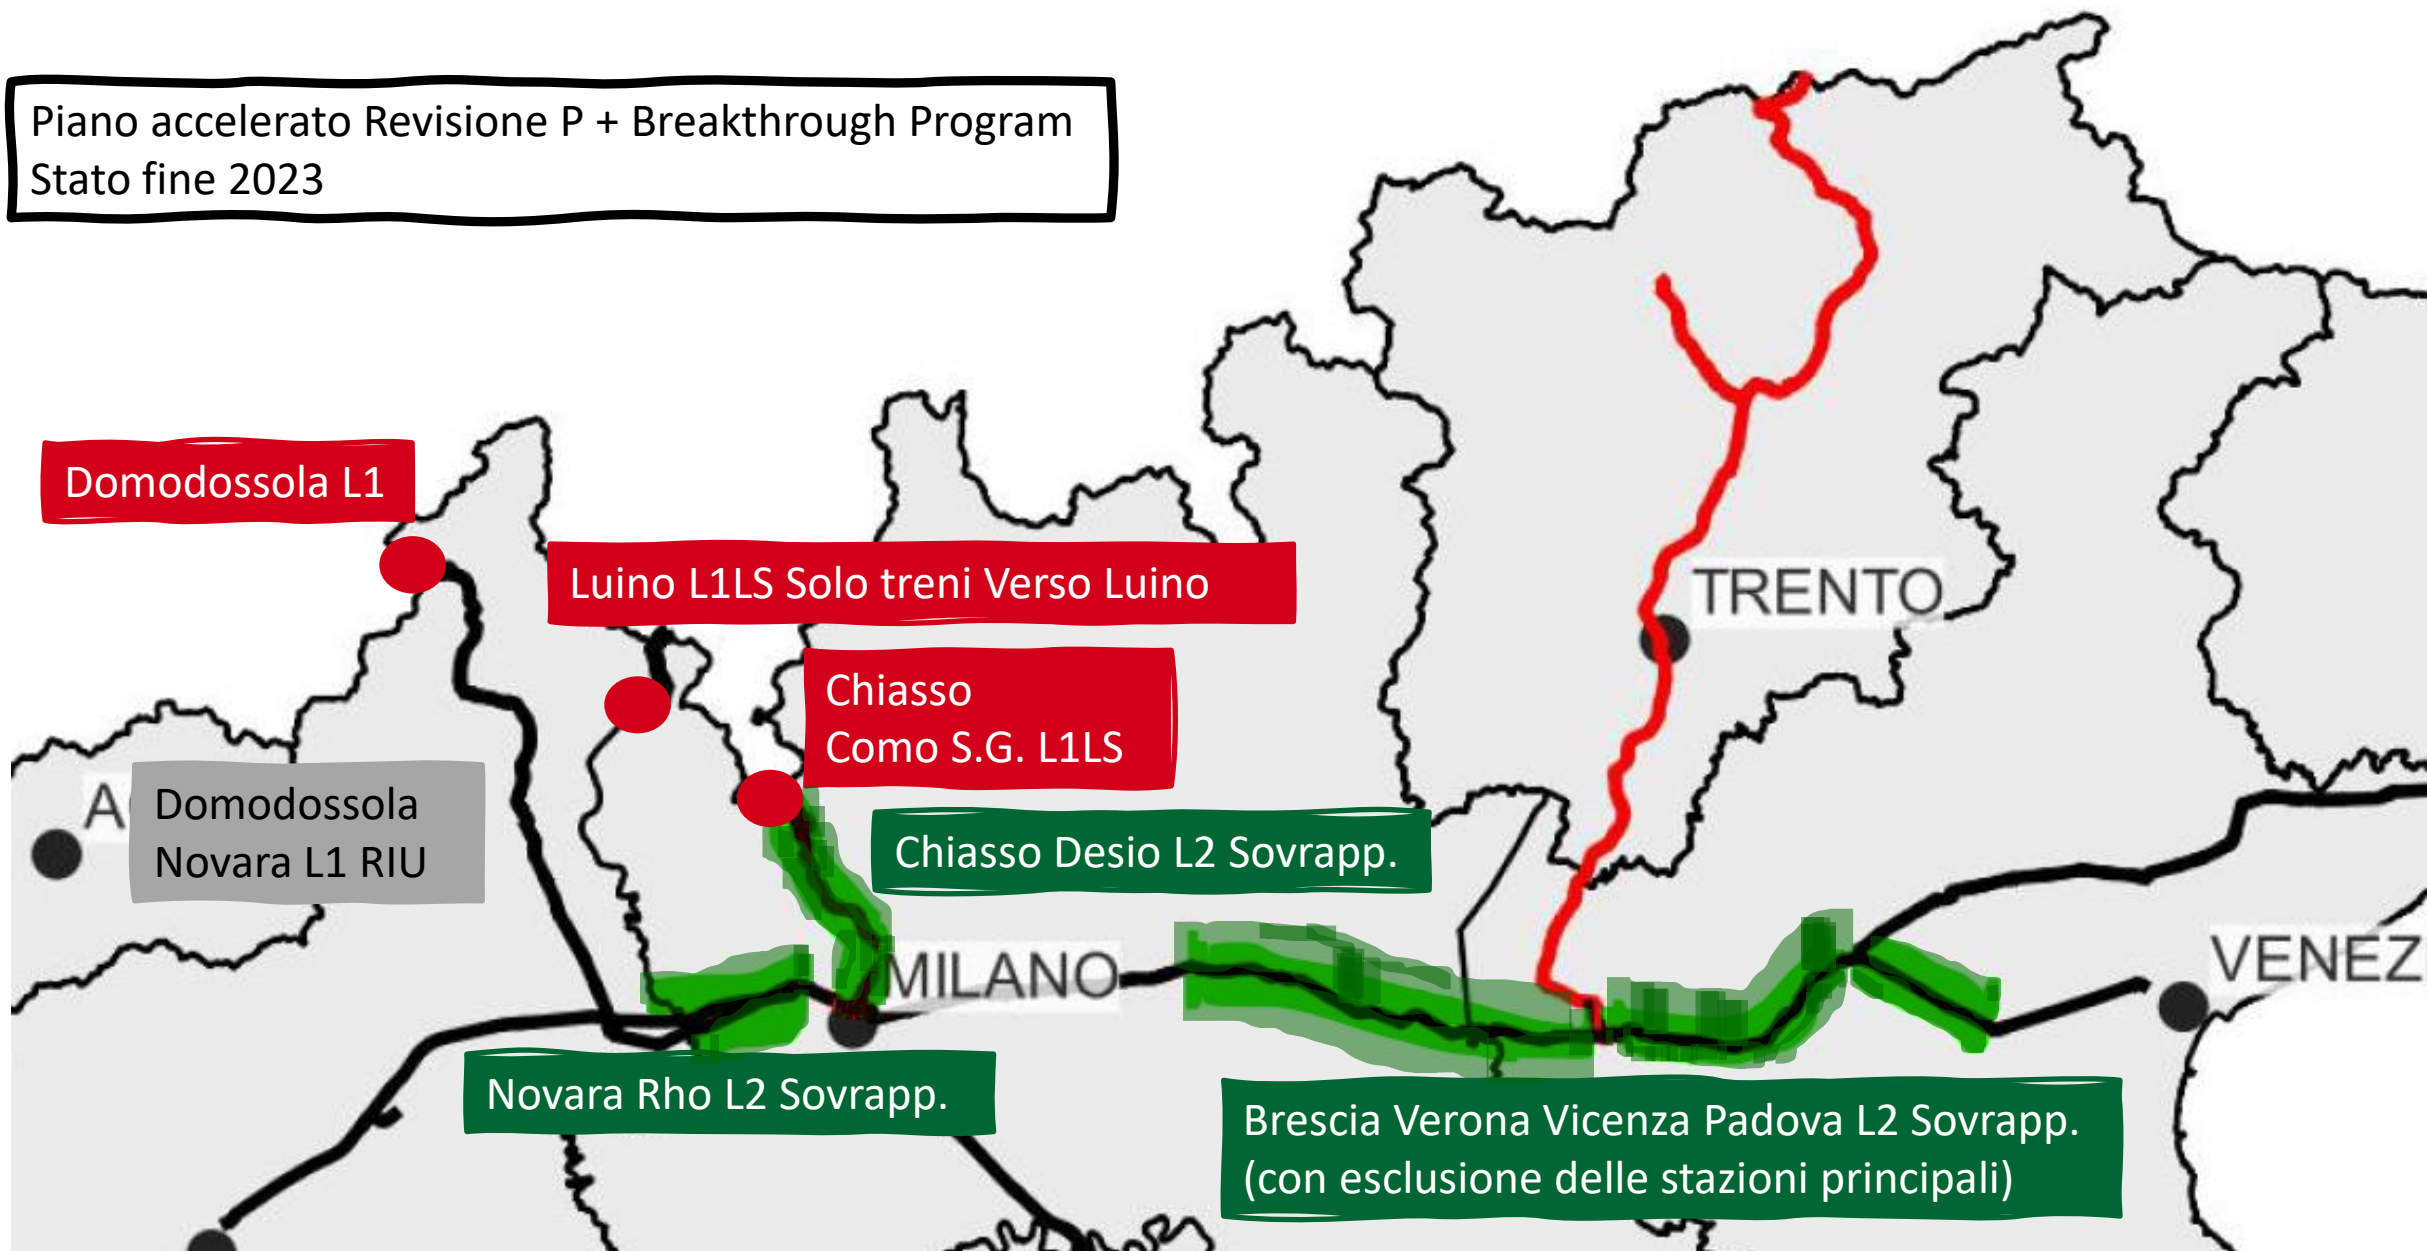 Piano accelerato Revisione P + Breakthrough Program
Stato fine 2023
Domodossola L1
Luino L1LS Solo treni Verso Luino
TRENTO
Chiasso
Como S.G. L1LS
A
Domodossola
Novara L1 RIU
Chiasso Desio L2 Sovrapp.
MILANO
VENEZ
Novara Rho L2 Sovrapp.
Brescia Verona Vicenza Padova L2 Sovrapp.
(con esclusione delle stazioni principali)